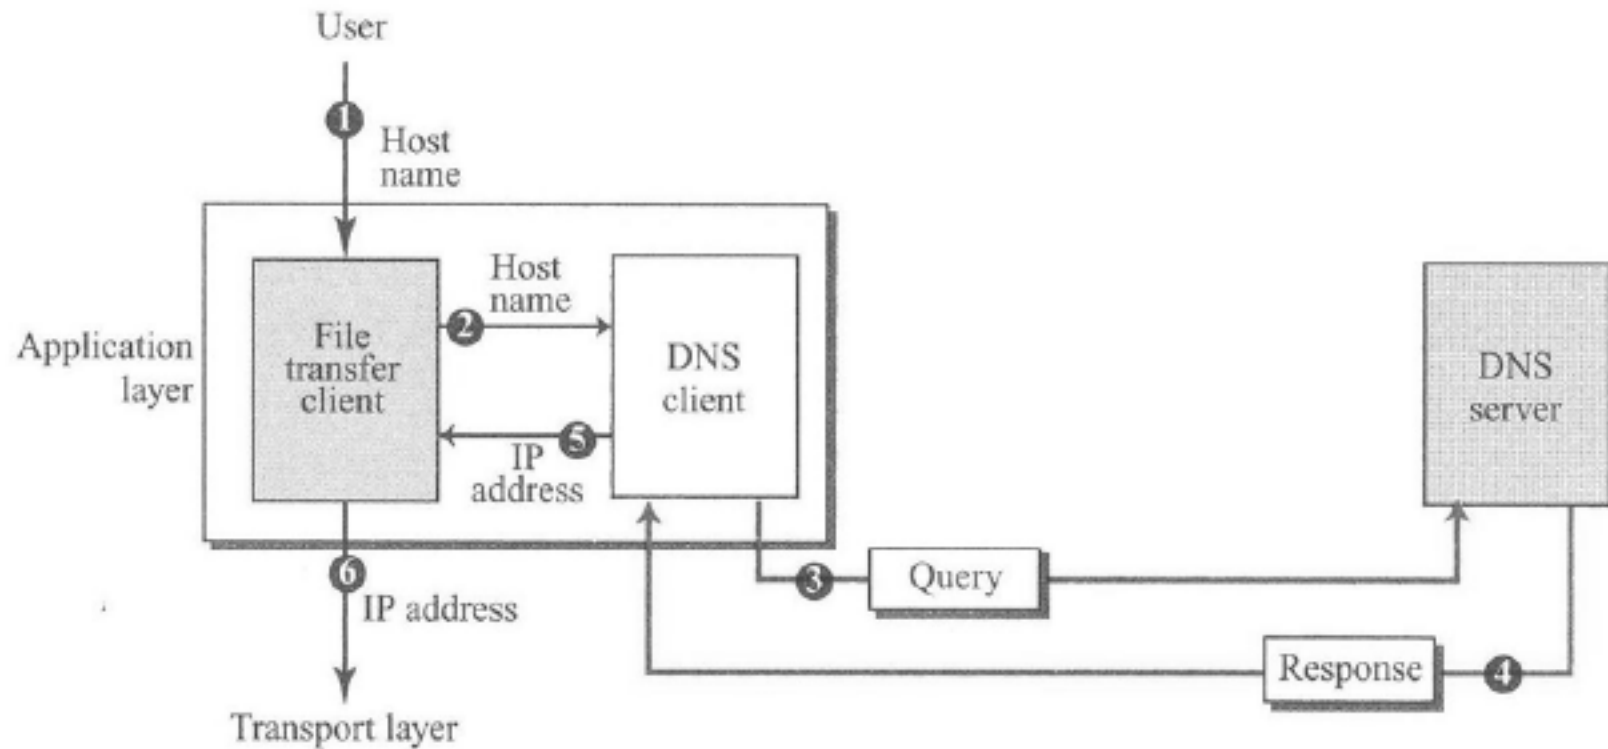 User
1
Host
name
Application
layer
File
transfer
client
2
Host
name
DNS
client
5
IP
address
DNS
server
3
Query
4
Response
6
IP address
Transport layer